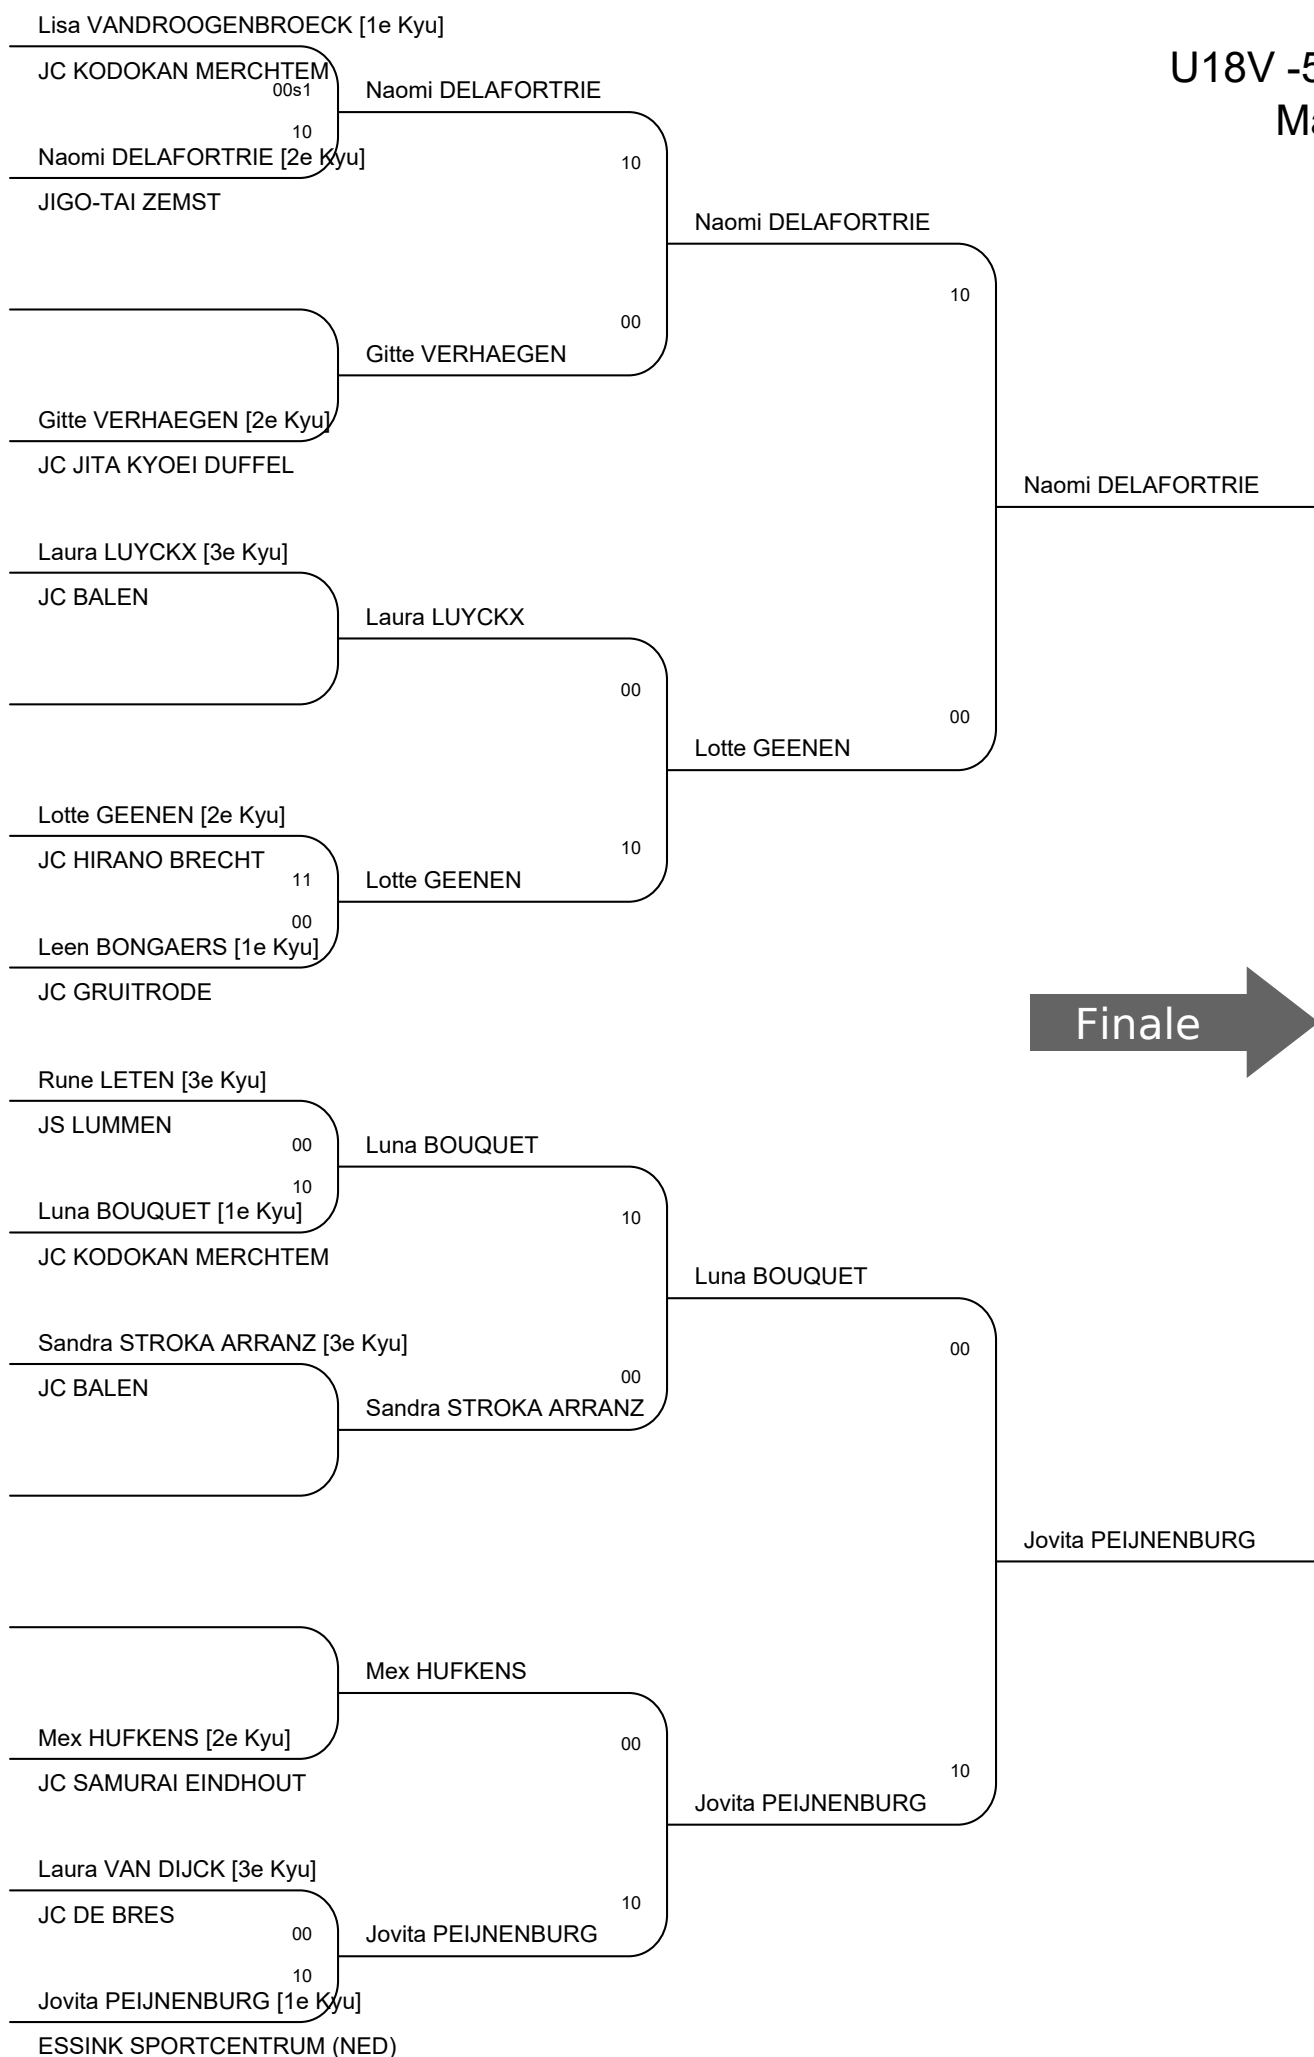 Lisa VANDROOGENBROECK [1e Kyu]
JC KODOKAN MERCHTEM
00s1
10
Naomi DELAFORTRIE [2e Kyu]
JIGO-TAI ZEMST
Gitte VERHAEGEN [2e Kyu]
JC JITA KYOEI DUFFEL
Laura LUYCKX [3e Kyu]
JC BALEN
Lotte GEENEN [2e Kyu]
JC HIRANO BRECHT
11
00
Leen BONGAERS [1e Kyu]
JC GRUITRODE
Rune LETEN [3e Kyu]
JS LUMMEN
00
10
Luna BOUQUET [1e Kyu]
JC KODOKAN MERCHTEM
Sandra STROKA ARRANZ [3e Kyu]
JC BALEN
Mex HUFKENS [2e Kyu]
JC SAMURAI EINDHOUT
Laura VAN DIJCK [3e Kyu]
JC DE BRES
00
10
Jovita PEIJNENBURG [1e Kyu]
ESSINK SPORTCENTRUM (NED)
Naomi DELAFORTRIE
10
00
Gitte VERHAEGEN
Laura LUYCKX
00
10
Lotte GEENEN
Luna BOUQUET
10
00
Sandra STROKA ARRANZ
Mex HUFKENS
00
10
Jovita PEIJNENBURG
Naomi DELAFORTRIE
10
00
Lotte GEENEN
Luna BOUQUET
00
10
Jovita PEIJNENBURG
U18V -5
Ma
Naomi DELAFORTRIE
Finale
Jovita PEIJNENBURG